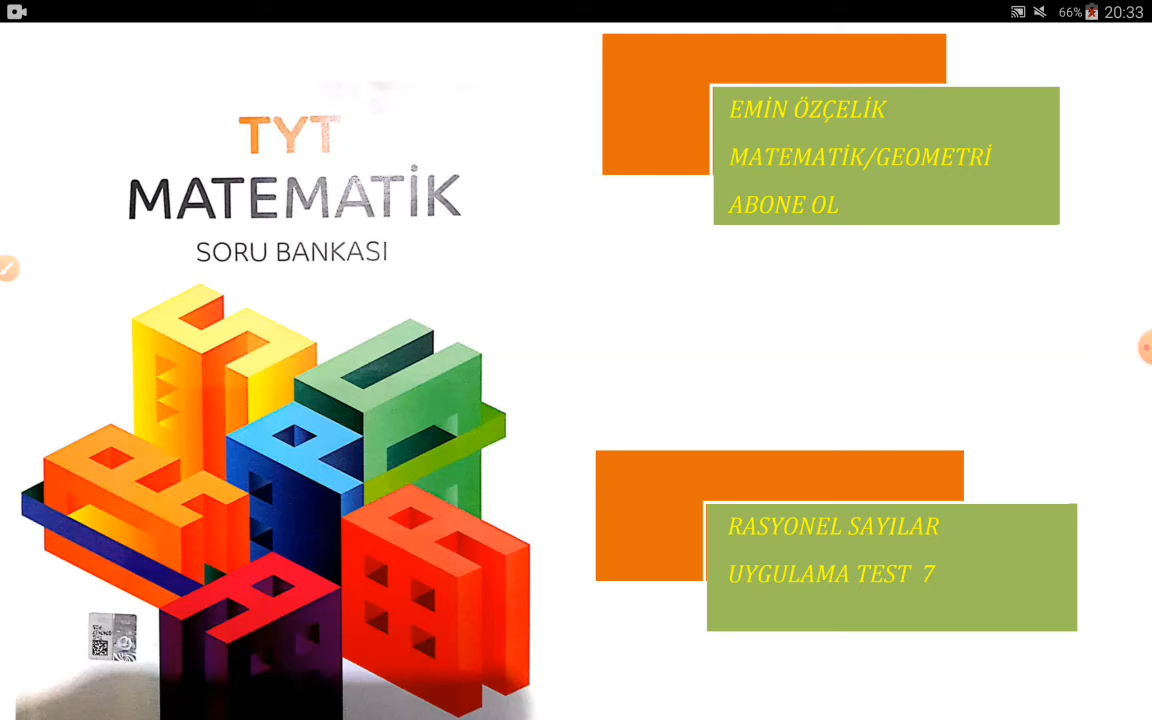 66% 20:33
TYT
MATEMATİK
SORU BANKASI
EMİN ÖZÇELİK
MATEMATİK/GEOMETRİ
ABONE OL
RASYONEL SAYILAR
UYGULAMA TEST 7